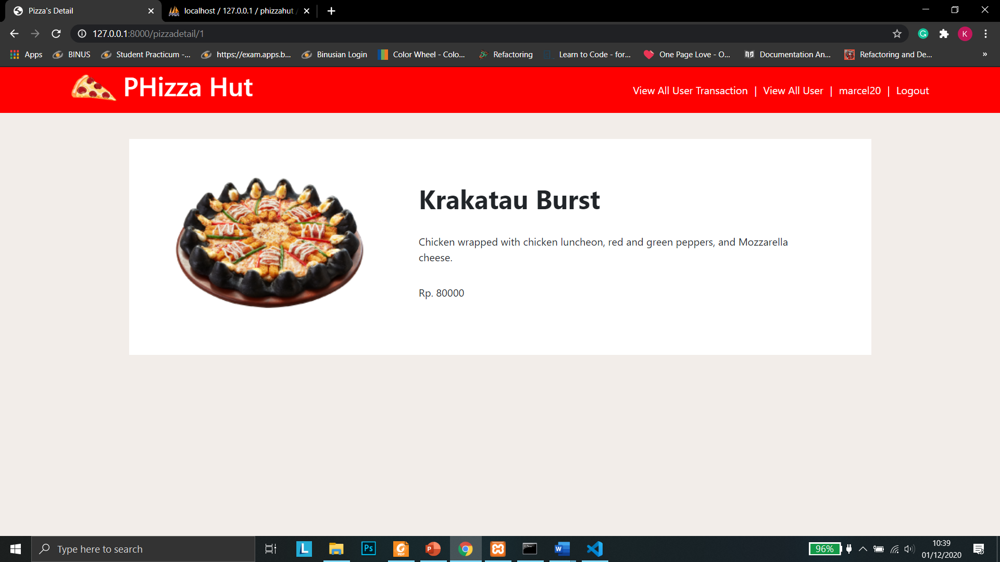 Pizza's Detail
localhost / 127.0.0.1 / phizzahut /
127.0.0.1:8000/pizzadetail/1
K
Apps
BINUS
Student Practicum -...
https://exam.apps.b...
Binusian Login
Color Wheel - Colo...
Refactoring
Learn to Code - for...
One Page Love - O...
Documentation An...
Refactoring and De...
»
PHizza Hut
View All User Transaction | View All User | marcel20 | Logout
Krakatau Burst
Chicken wrapped with chicken luncheon, red and green peppers, and Mozzarella
cheese.
Rp. 80000
Type here to search
L
Ps
PDF
P
W
96%
10:39
01/12/2020